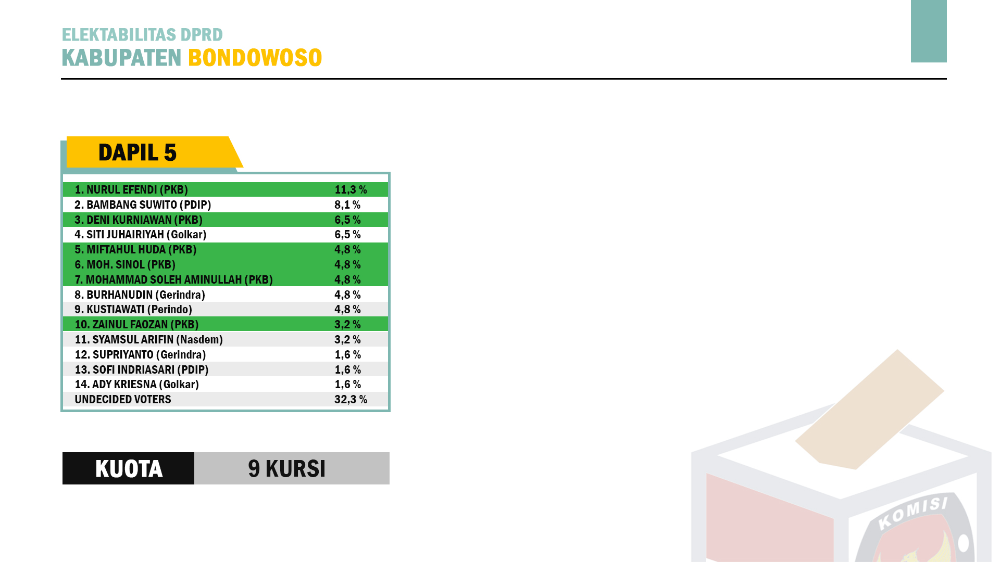 ELEKTABILITAS DPRD
KABUPATEN BONDOWOSO
DAPIL 5
1. NURUL EFENDI (PKB) 11,3 %
2. BAMBANG SUWITO (PDIP) 8,1 %
3. DENI KURNIAWAN (PKB) 6,5 %
4. SITI JUHAIRIYAH (Golkar) 6,5 %
5. MIFTAHUL HUDA (PKB) 4,8 %
6. MOH. SINOL (PKB) 4,8 %
7. MOHAMMAD SOLEH AMINULLAH (PKB) 4,8 %
8. BURHANUDIN (Gerindra) 4,8 %
9. KUSTIAWATI (Perindo) 4,8 %
10. ZAINUL FAOZAN (PKB) 3,2 %
11. SYAMSUL ARIFIN (Nasdem) 3,2 %
12. SUPRIYANTO (Gerindra) 1,6 %
13. SOFI INDRIASARI (PDIP) 1,6 %
14. ADY KRIESNA (Golkar) 1,6 %
UNDECIDED VOTERS 32,3 %
KUOTA 9 KURSI
KOMISI